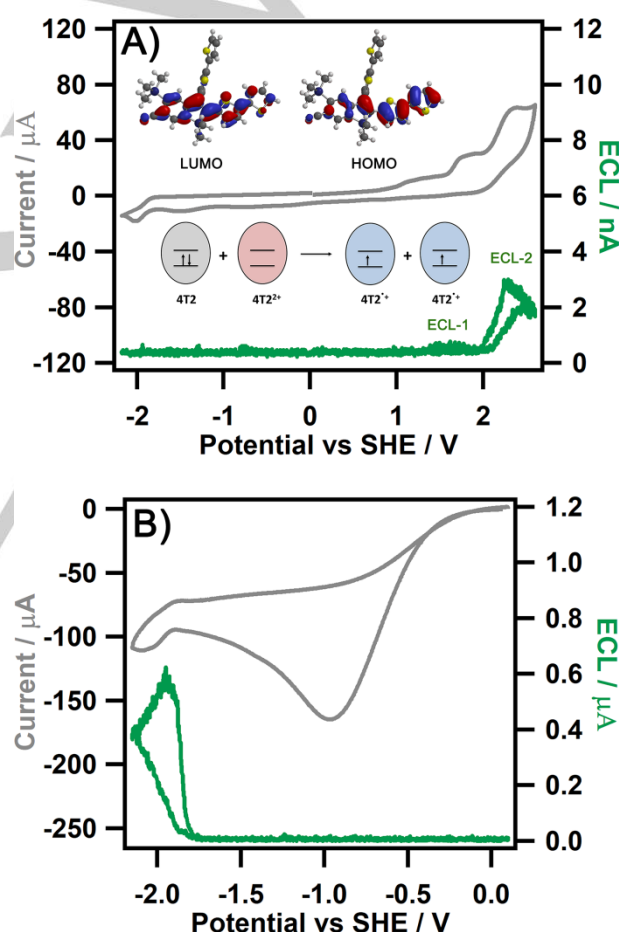 A)
120
80
40
0
-40
-80
-120
Current / μA
12
10
8
6
4
2
0
ECL / nA
LUMO
HOMO
+
+
4T2
4T2²⁺
4T2˙⁺
4T2˙⁺
ECL-1
ECL-2
-2
-1
0
1
2
Potential vs SHE / V
B)
0
-50
-100
-150
-200
-250
Current / μA
1.2
1.0
0.8
0.6
0.4
0.2
0.0
ECL / μA
-2.0
-1.5
-1.0
-0.5
0.0
Potential vs SHE / V